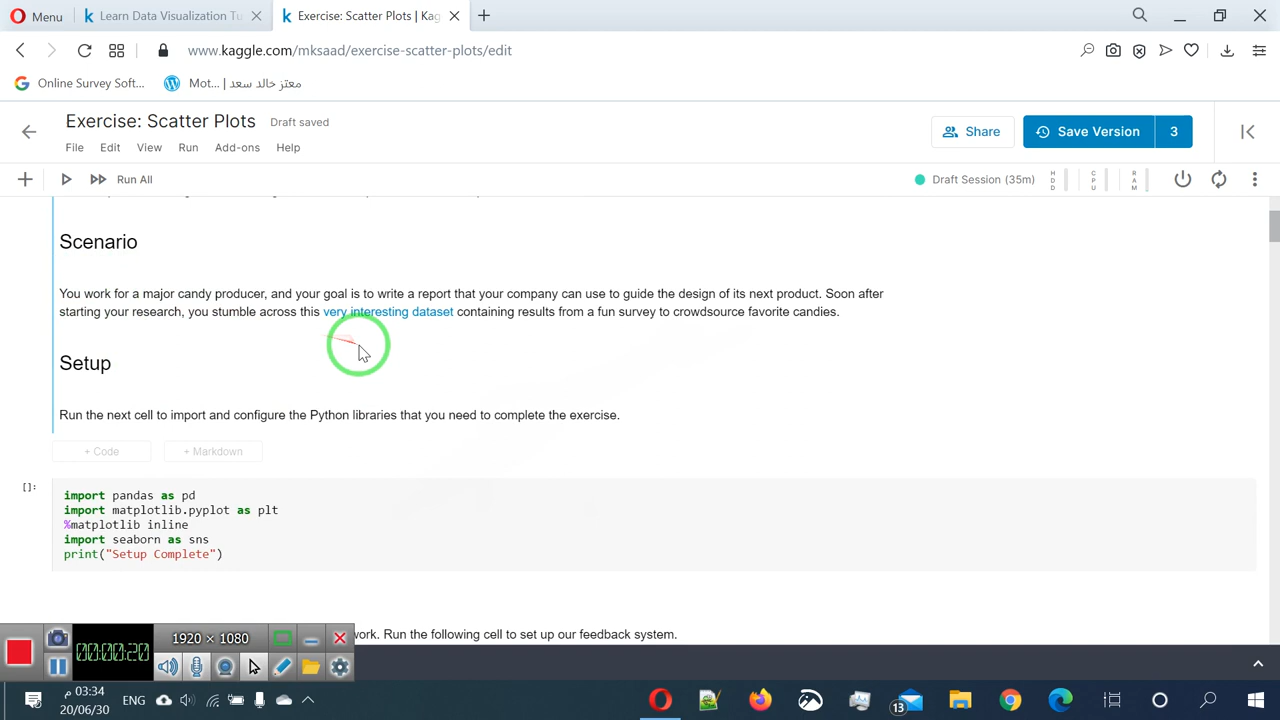 Menu
Learn Data Visualization Tu
Exercise: Scatter Plots | Kag
www.kaggle.com/mksaad/exercise-scatter-plots/edit
Online Survey Soft...
Mot... | معتز خالد سعد
Exercise: Scatter Plots
Draft saved
File Edit View Run Add-ons Help
Share
Save Version 3
Run All
Draft Session (35m)
HDD
CPU
RAM
Scenario
You work for a major candy producer, and your goal is to write a report that your company can use to guide the design of its next product. Soon after
starting your research, you stumble across this very interesting dataset containing results from a fun survey to crowdsource favorite candies.
Setup
Run the next cell to import and configure the Python libraries that you need to complete the exercise.
+ Code
+ Markdown
[]:
import pandas as pd
import matplotlib.pyplot as plt
%matplotlib inline
import seaborn as sns
print("Setup Complete")
work. Run the following cell to set up our feedback system.
00:00:20
1920 × 1080
03:34 م
20/06/30
ENG
13